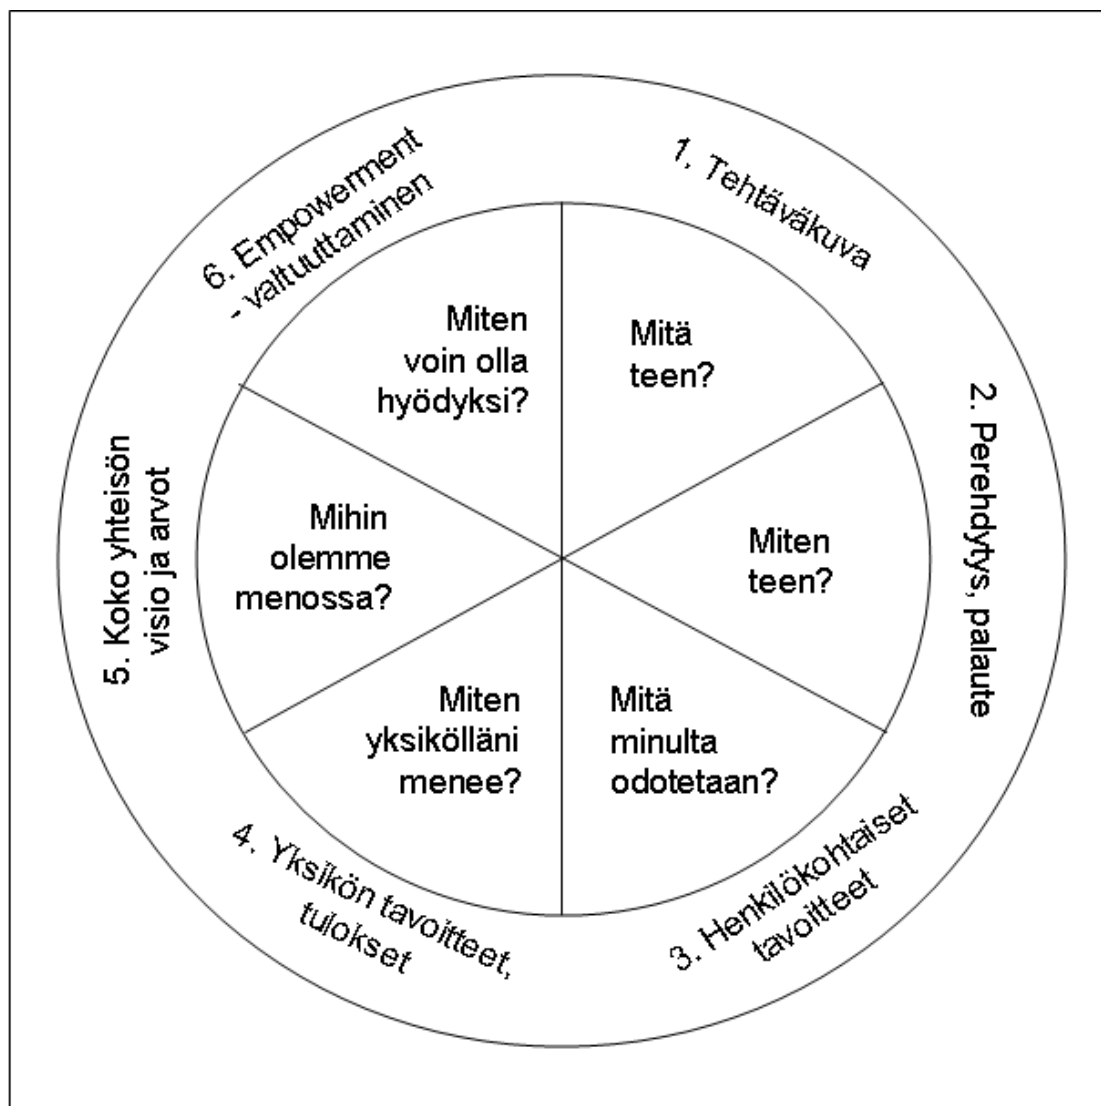 1. Tehtäväkuva
Mitä
teen?
2. Perehdytys, palaute
Miten
teen?
3. Henkilökohtaiset
tavoitteet
Mitä
minulta
odotetaan?
4. Yksikön tavoitteet,
tulokset
Miten
yksikölläni
menee?
5. Koko yhteisön
visio ja arvot
Mihin
olemme
menossa?
6. Empowerment
- valtuuttaminen
Miten
voin olla
hyödyksi?